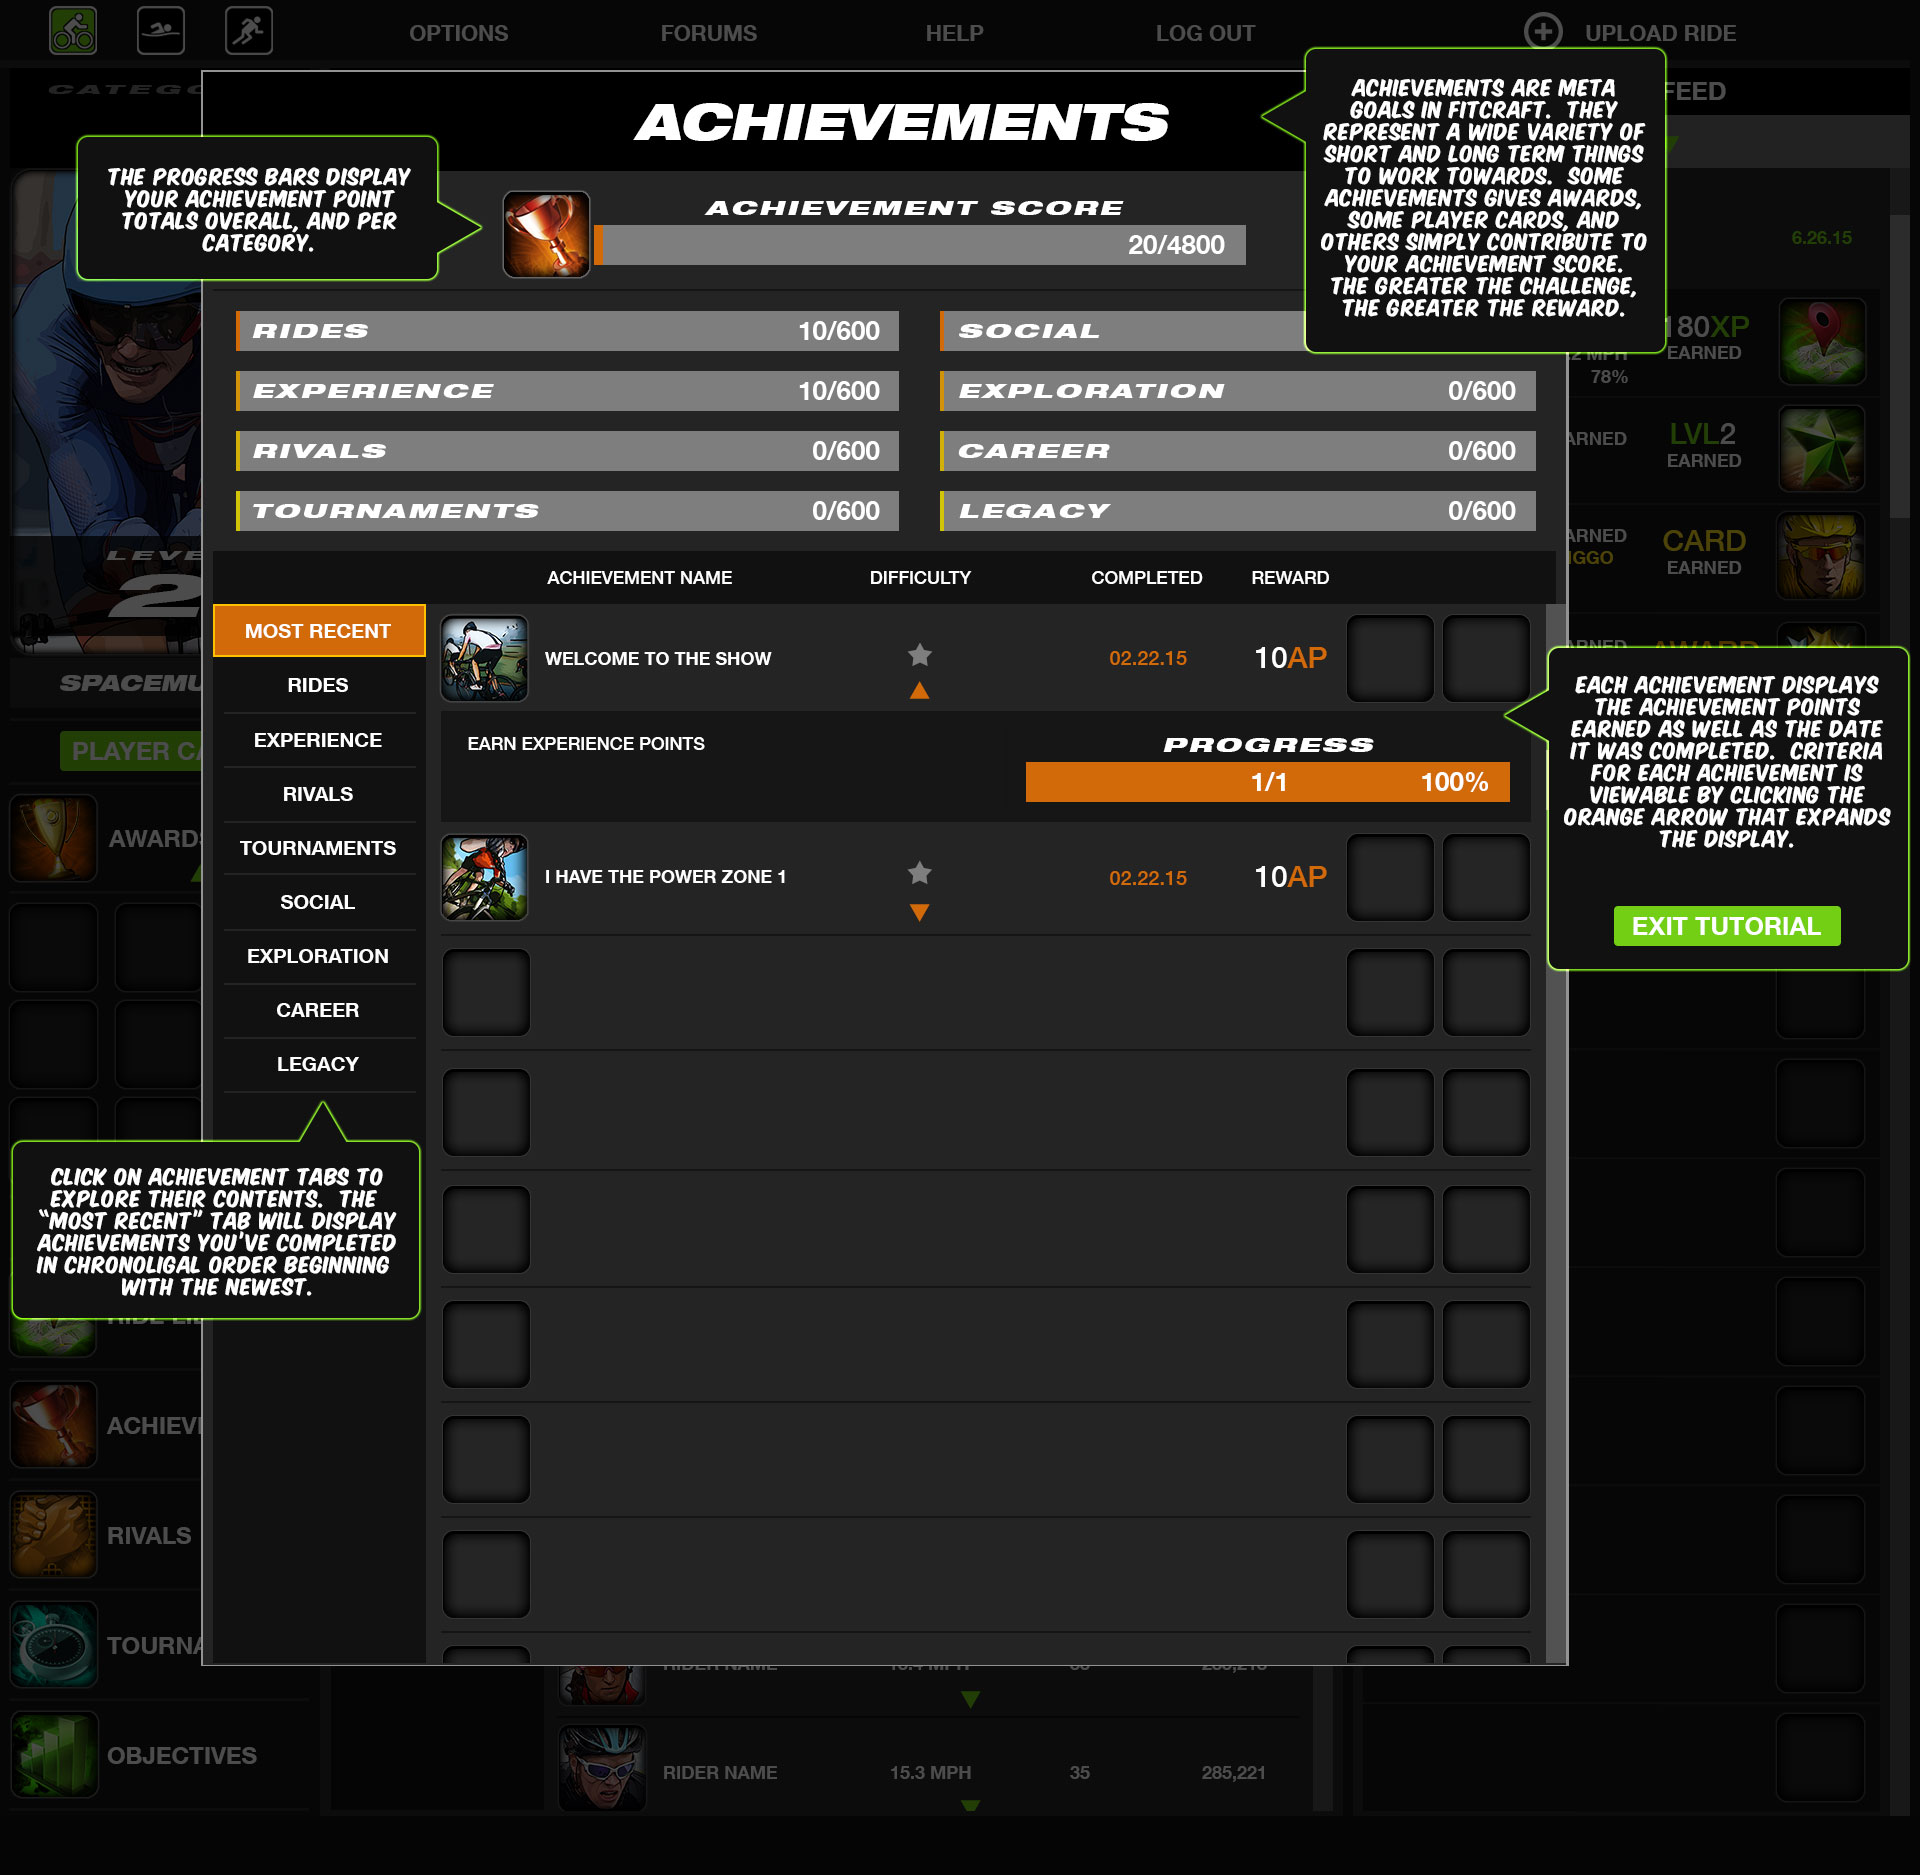 OPTIONS
FORUMS
HELP
LOG OUT
UPLOAD RIDE
FEED
ACHIEVEMENTS
ACHIEVEMENTS ARE META
GOALS IN FITCRAFT. THEY
REPRESENT A WIDE VARIETY OF
SHORT AND LONG TERM THINGS
TO WORK TOWARDS. SOME
ACHIEVEMENTS GIVES AWARDS,
SOME PLAYER CARDS, AND
OTHERS SIMPLY CONTRIBUTE TO
YOUR ACHIEVEMENT SCORE.
THE GREATER THE CHALLENGE,
THE GREATER THE REWARD.
THE PROGRESS BARS DISPLAY
YOUR ACHIEVEMENT POINT
TOTALS OVERALL, AND PER
CATEGORY.
ACHIEVEMENT SCORE
20/4800
6.26.15
RIDES 10/600
SOCIAL
EXPERIENCE 10/600
EXPLORATION 0/600
RIVALS 0/600
CAREER 0/600
TOURNAMENTS 0/600
LEGACY 0/600
180XP
EARNED
78%
LVL2
EARNED
CARD
EARNED
2
ACHIEVEMENT NAME DIFFICULTY COMPLETED REWARD
MOST RECENT
RIDES
EXPERIENCE
RIVALS
TOURNAMENTS
SOCIAL
EXPLORATION
CAREER
LEGACY
WELCOME TO THE SHOW 02.22.15 10AP
EARN EXPERIENCE POINTS
PROGRESS
1/1 100%
I HAVE THE POWER ZONE 1 02.22.15 10AP
EACH ACHIEVEMENT DISPLAYS
THE ACHIEVEMENT POINTS
EARNED AS WELL AS THE DATE
IT WAS COMPLETED. CRITERIA
FOR EACH ACHIEVEMENT IS
VIEWABLE BY CLICKING THE
ORANGE ARROW THAT EXPANDS
THE DISPLAY.
EXIT TUTORIAL
PLAYER
CLICK ON ACHIEVEMENT TABS TO
EXPLORE THEIR CONTENTS. THE
“MOST RECENT” TAB WILL DISPLAY
ACHIEVEMENTS YOU'VE COMPLETED
IN CHRONOLIGAL ORDER BEGINNING
WITH THE NEWEST.
RIVALS
OBJECTIVES
RIDER NAME
RIDER NAME 15.3 MPH 35 285,221